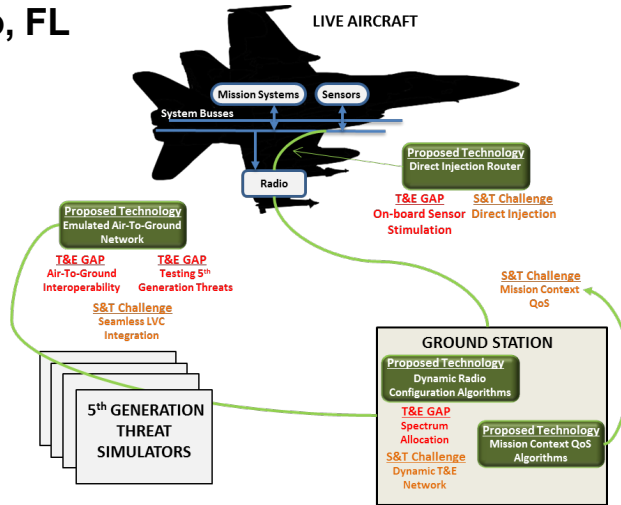 , FL
LIVE AIRCRAFT
Mission Systems
Sensors
System Busses
Radio
Proposed Technology
Direct Injection Router
T&E GAP
On-board Sensor
Stimulation
S&T Challenge
Direct Injection
Proposed Technology
Emulated Air-To-Ground
Network
T&E GAP
Air-To-Ground
Interoperability
T&E GAP
Testing 5th
Generation Threats
S&T Challenge
Seamless LVC
Integration
S&T Challenge
Mission Context
QoS
5th GENERATION
THREAT
SIMULATORS
GROUND STATION
Proposed Technology
Dynamic Radio
Configuration Algorithms
T&E GAP
Spectrum
Allocation
S&T Challenge
Dynamic T&E
Network
Proposed Technology
Mission Context QoS
Algorithms